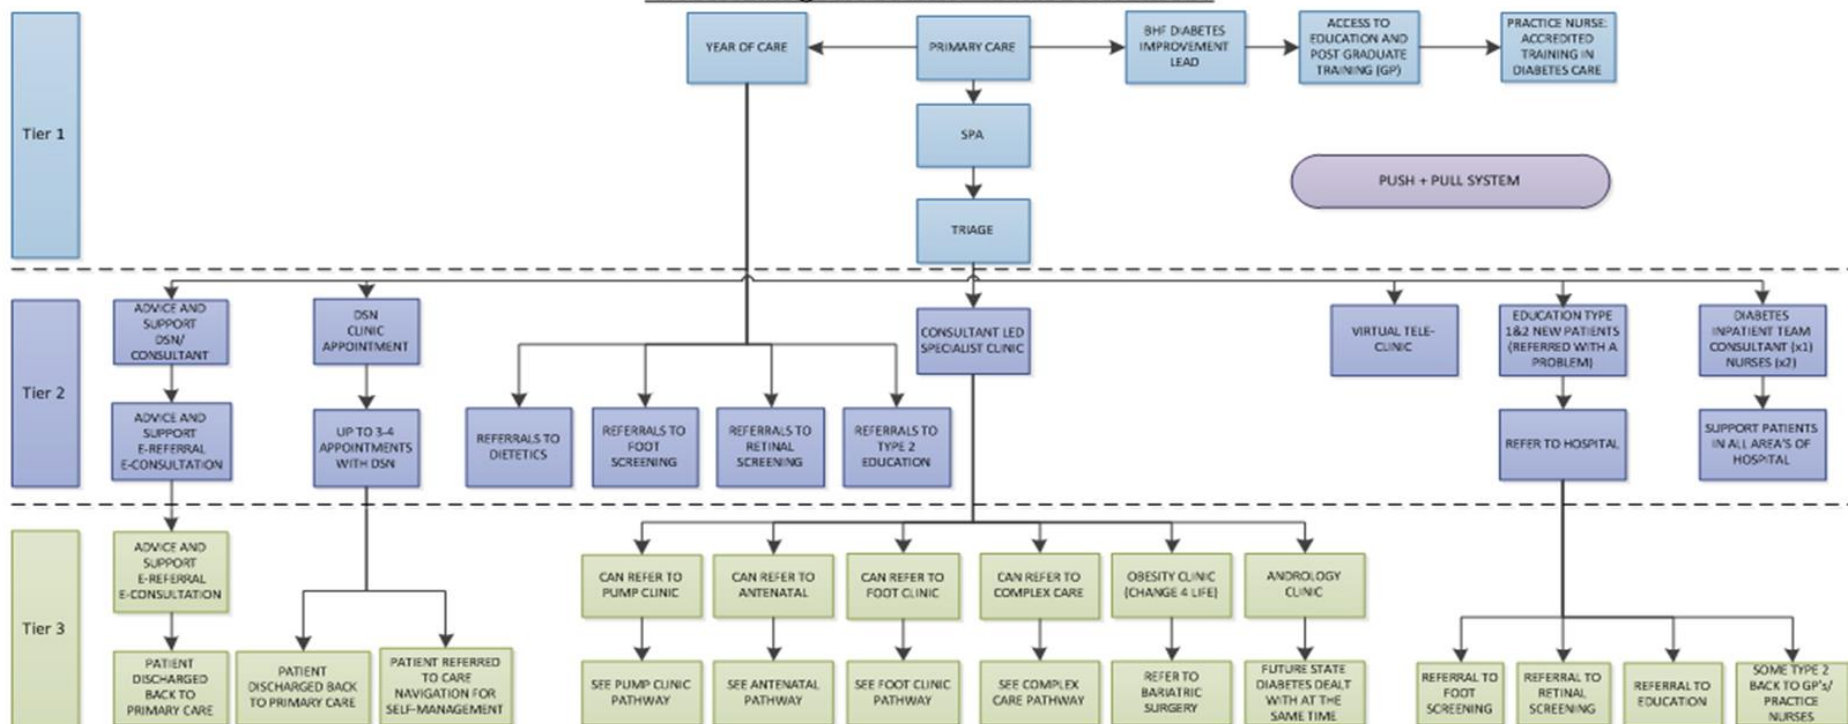 YEAR OF CARE
PRIMARY CARE
BHF DIABETES
IMPROVEMENT
LEAD
ACCESS TO
EDUCATION AND
POST GRADUATE
TRAINING (GP)
PRACTICE NURSE:
ACCREDITED
TRAINING IN
DIABETES CARE
Tier 1
SPA
PUSH + PULL SYSTEM
TRIAGE
Tier 2
ADVICE AND
SUPPORT
DSN/
CONSULTANT
DSN
CLINIC
APPOINTMENT
CONSULTANT LED
SPECIALIST CLINIC
VIRTUAL TELE-
CLINIC
EDUCATION TYPE
1&2 NEW PATIENTS
(REFERRED WITH A
PROBLEM)
DIABETES
INPATIENT TEAM
CONSULTANT (x1)
NURSES (x2)
ADVICE AND
SUPPORT
E-REFERRAL
E-CONSULTATION
UP TO 3-4
APPOINTMENTS
WITH DSN
REFERRALS TO
DIETETICS
REFERRALS TO
FOOT
SCREENING
REFERRALS TO
RETINAL
SCREENING
REFERRALS TO
TYPE 2
EDUCATION
REFER TO HOSPITAL
SUPPORT PATIENTS
IN ALL AREA'S OF
HOSPITAL
Tier 3
ADVICE AND
SUPPORT
E-REFERRAL
E-CONSULTATION
CAN REFER TO
PUMP CLINIC
CAN REFER TO
ANTENATAL
CAN REFER TO
FOOT CLINIC
CAN REFER TO
COMPLEX CARE
OBESITY CLINIC
(CHANGE 4 LIFE)
ANDROLOGY
CLINIC
PATIENT
DISCHARGED
BACK TO
PRIMARY CARE
PATIENT
DISCHARGED BACK
TO PRIMARY CARE
PATIENT REFERRED
TO CARE
NAVIGATION FOR
SELF-MANAGEMENT
SEE PUMP CLINIC
PATHWAY
SEE ANTENATAL
PATHWAY
SEE FOOT CLINIC
PATHWAY
SEE COMPLEX
CARE PATHWAY
REFER TO
BARIATRIC
SURGERY
FUTURE STATE
DIABETES DEALT
WITH AT THE
SAME TIME
REFERRAL TO
FOOT
SCREENING
REFERRAL TO
RETINAL
SCREENING
REFERRAL TO
EDUCATION
SOME TYPE 2
BACK TO GP's/
PRACTICE
NURSES